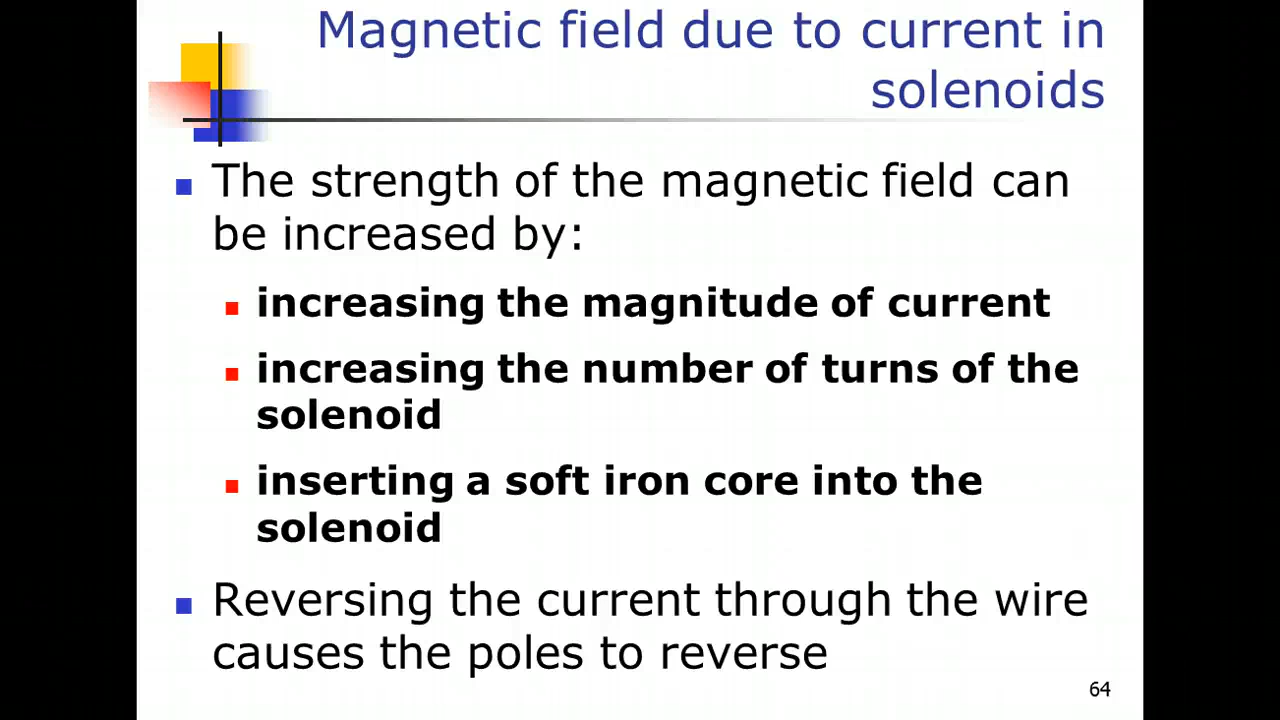 Magnetic field due to current in
solenoids
The strength of the magnetic field can
be increased by:
increasing the magnitude of current
increasing the number of turns of the
solenoid
inserting a soft iron core into the
solenoid
Reversing the current through the wire
causes the poles to reverse
64